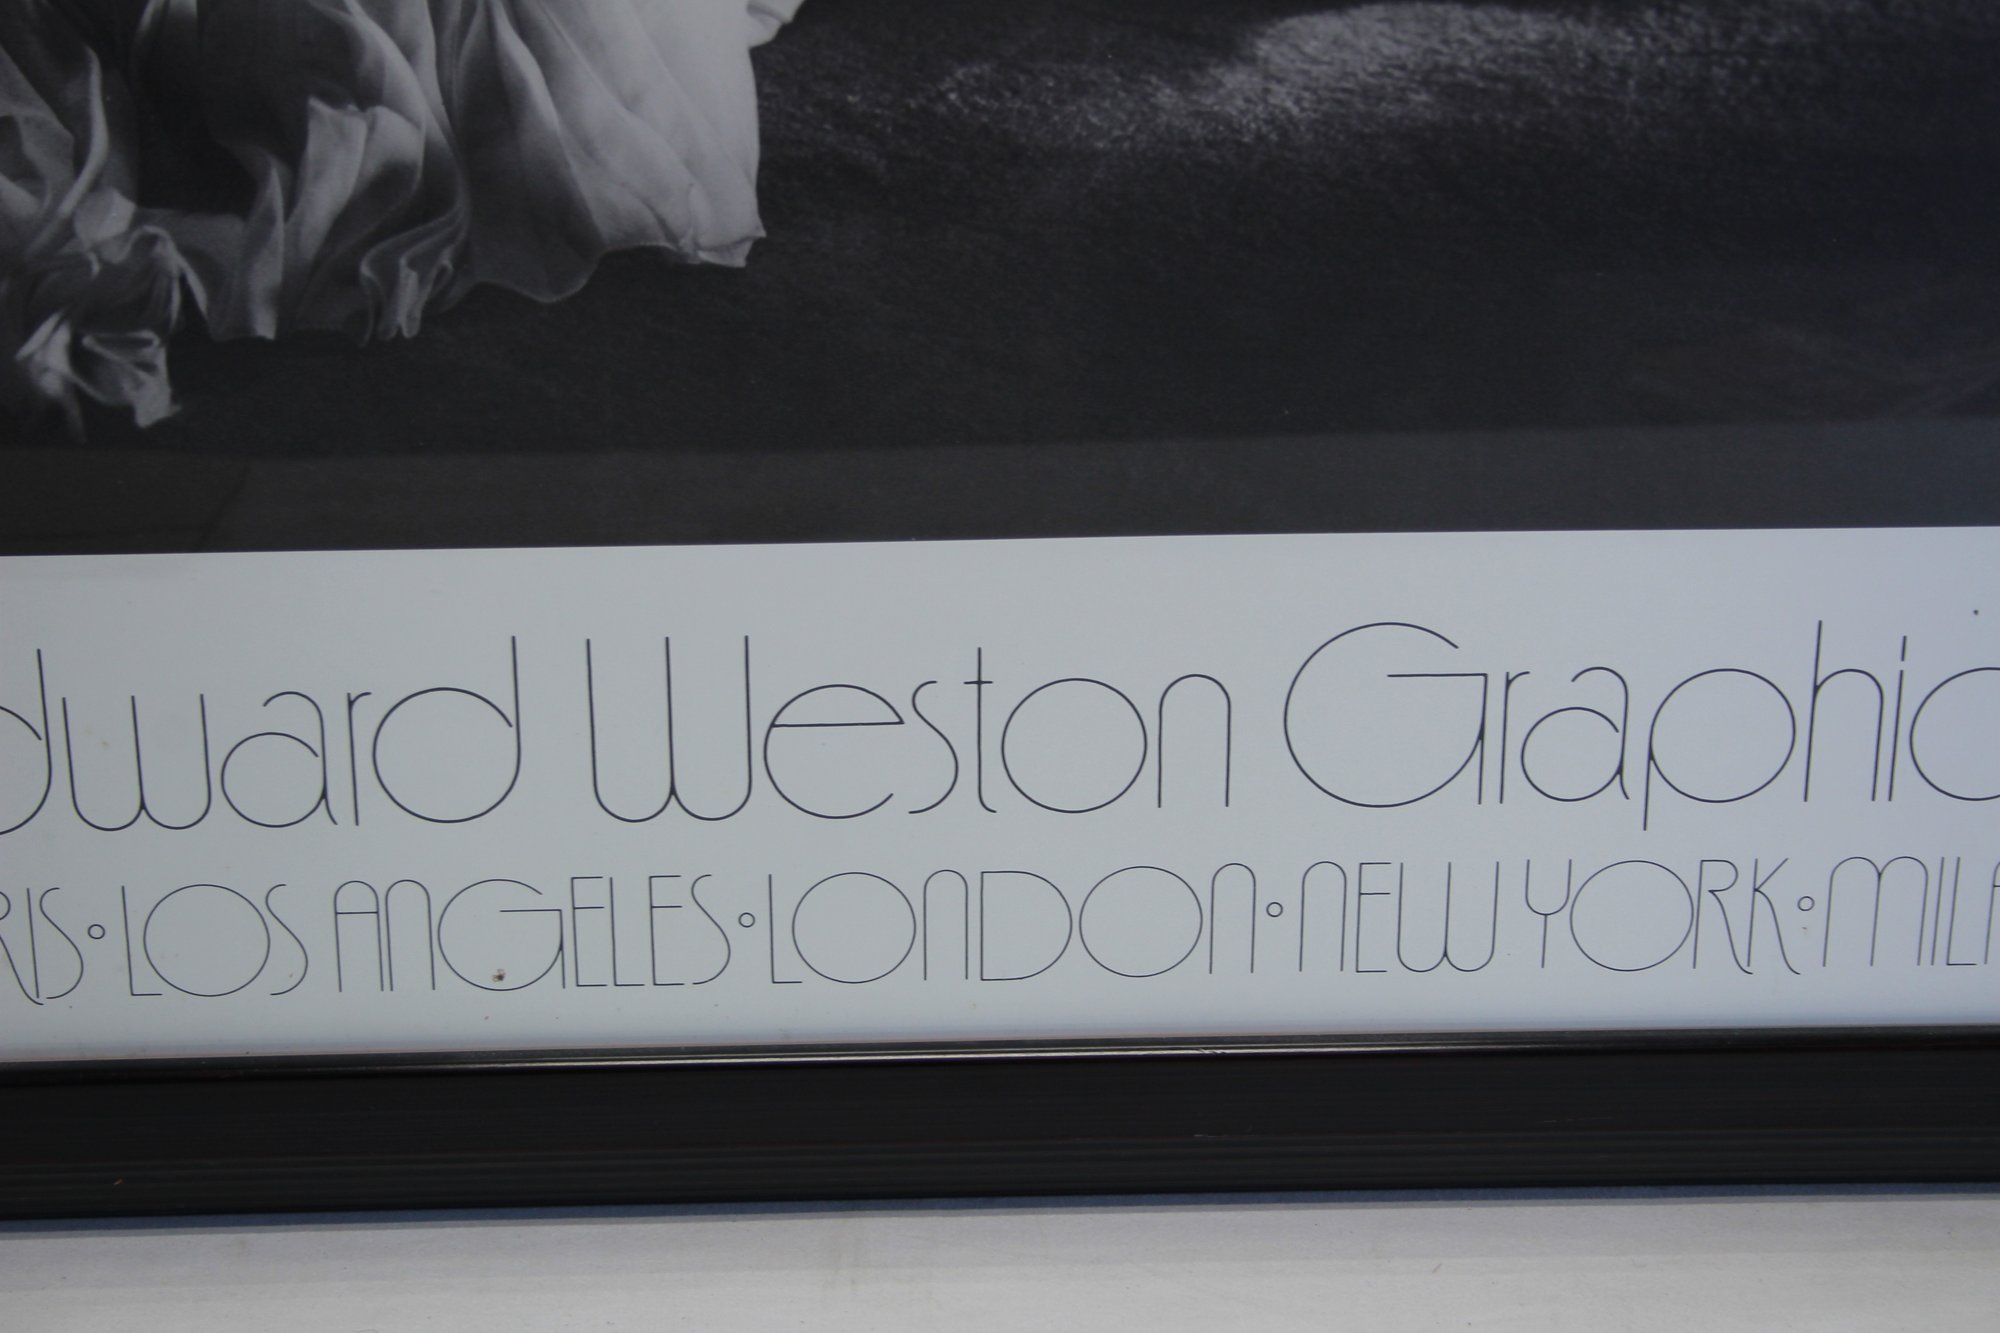 dward Weston Graphic
RIS • LOS ANGELES • LONDON • NEW YORK • MILA